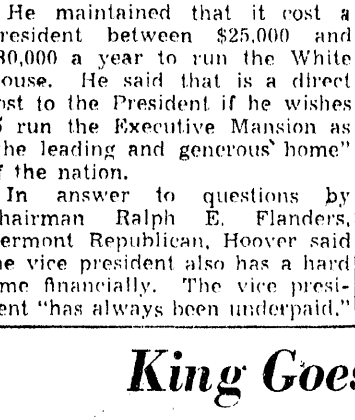 He maintained that it cost a
resident between $25,000 and
30,000 a year to run the White
ouse. He said that is a direct
ost to the President if he wishes
o run the Executive Mansion as
the leading and generous home"
f the nation.
In answer to questions by
hairman Ralph E. Flanders,
ermont Republican, Hoover said
he vice president also has a hard
me financially. The vice presi-
ent "has always been underpaid."
King Goes